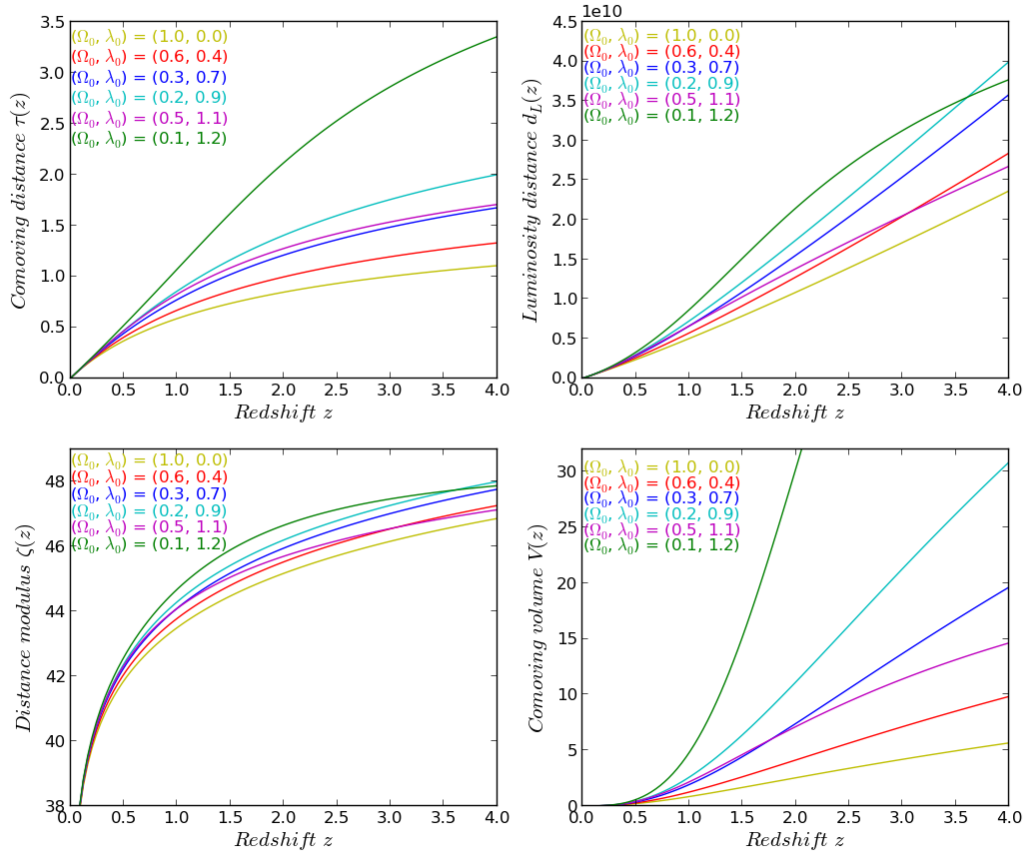 3.5
3.0
2.5
2.0
1.5
1.0
0.5
0.0
Comoving distance τ(z)
(Ω₀, λ₀) = (1.0, 0.0)
(Ω₀, λ₀) = (0.6, 0.4)
(Ω₀, λ₀) = (0.3, 0.7)
(Ω₀, λ₀) = (0.2, 0.9)
(Ω₀, λ₀) = (0.5, 1.1)
(Ω₀, λ₀) = (0.1, 1.2)
0.0 0.5 1.0 1.5 2.0 2.5 3.0 3.5 4.0
Redshift z
1e10
4.5
4.0
3.5
3.0
2.5
2.0
1.5
1.0
0.5
0.0
Luminosity distance d_L(z)
(Ω₀, λ₀) = (1.0, 0.0)
(Ω₀, λ₀) = (0.6, 0.4)
(Ω₀, λ₀) = (0.3, 0.7)
(Ω₀, λ₀) = (0.2, 0.9)
(Ω₀, λ₀) = (0.5, 1.1)
(Ω₀, λ₀) = (0.1, 1.2)
0.0 0.5 1.0 1.5 2.0 2.5 3.0 3.5 4.0
Redshift z
48
46
44
42
40
38
Distance modulus ζ(z)
(Ω₀, λ₀) = (1.0, 0.0)
(Ω₀, λ₀) = (0.6, 0.4)
(Ω₀, λ₀) = (0.3, 0.7)
(Ω₀, λ₀) = (0.2, 0.9)
(Ω₀, λ₀) = (0.5, 1.1)
(Ω₀, λ₀) = (0.1, 1.2)
0.0 0.5 1.0 1.5 2.0 2.5 3.0 3.5 4.0
Redshift z
30
25
20
15
10
5
0
Comoving volume V(z)
(Ω₀, λ₀) = (1.0, 0.0)
(Ω₀, λ₀) = (0.6, 0.4)
(Ω₀, λ₀) = (0.3, 0.7)
(Ω₀, λ₀) = (0.2, 0.9)
(Ω₀, λ₀) = (0.5, 1.1)
(Ω₀, λ₀) = (0.1, 1.2)
0.0 0.5 1.0 1.5 2.0 2.5 3.0 3.5 4.0
Redshift z